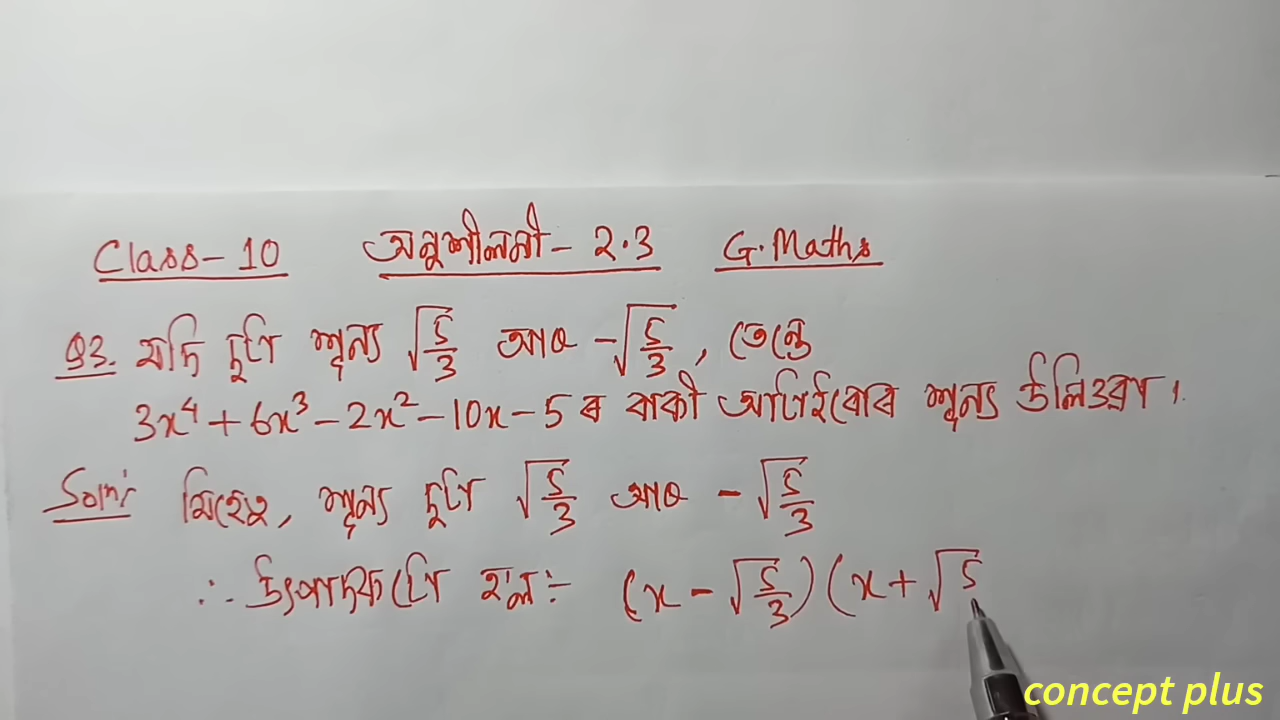 Class-10 অনুশীলনী- 2.3 G.Maths
Q3. যদি দুটা শূন্য √5/3 আৰু -√5/3, তেন্তে
3x⁴ + 6x³ - 2x² - 10x - 5 ৰ বাকী আটাইবোৰ শূন্য উলিওৱা।
Soln: যিহেতু, শূন্য দুটা √5/3 আৰু -√5/3
∴ উৎপাদকটো হ'ল:- (x - √5/3) (x + √5
concept plus